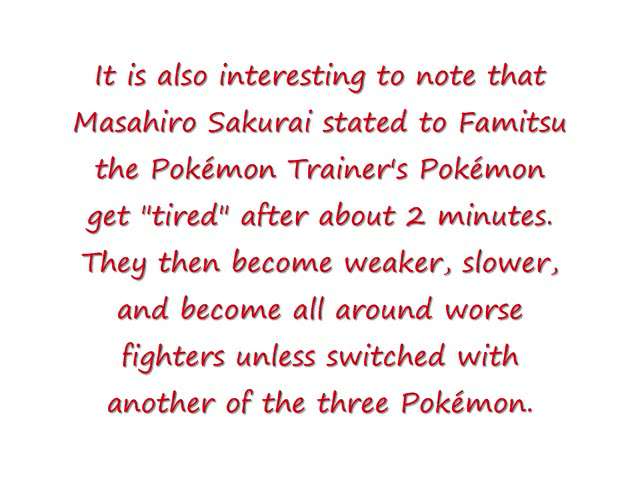 It is also interesting to note that
Masahiro Sakurai stated to Famitsu
the Pokémon Trainer's Pokémon
get "tired" after about 2 minutes.
They then become weaker, slower,
and become all around worse
fighters unless switched with
another of the three Pokémon.